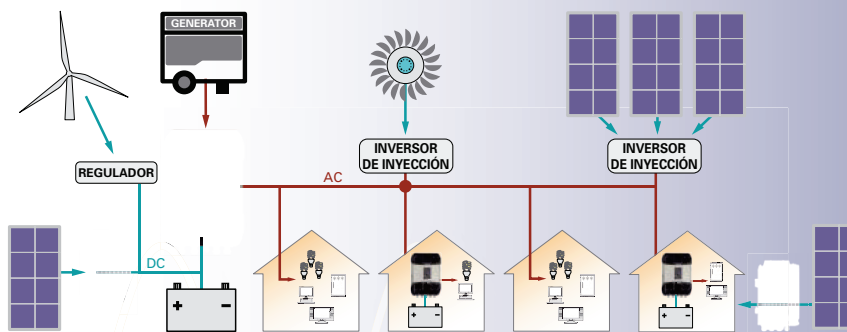 GENERATOR
INVERSOR
DE INYECCIÓN
INVERSOR
DE INYECCIÓN
REGULADOR
AC
DC
+ −
+ −
+ −